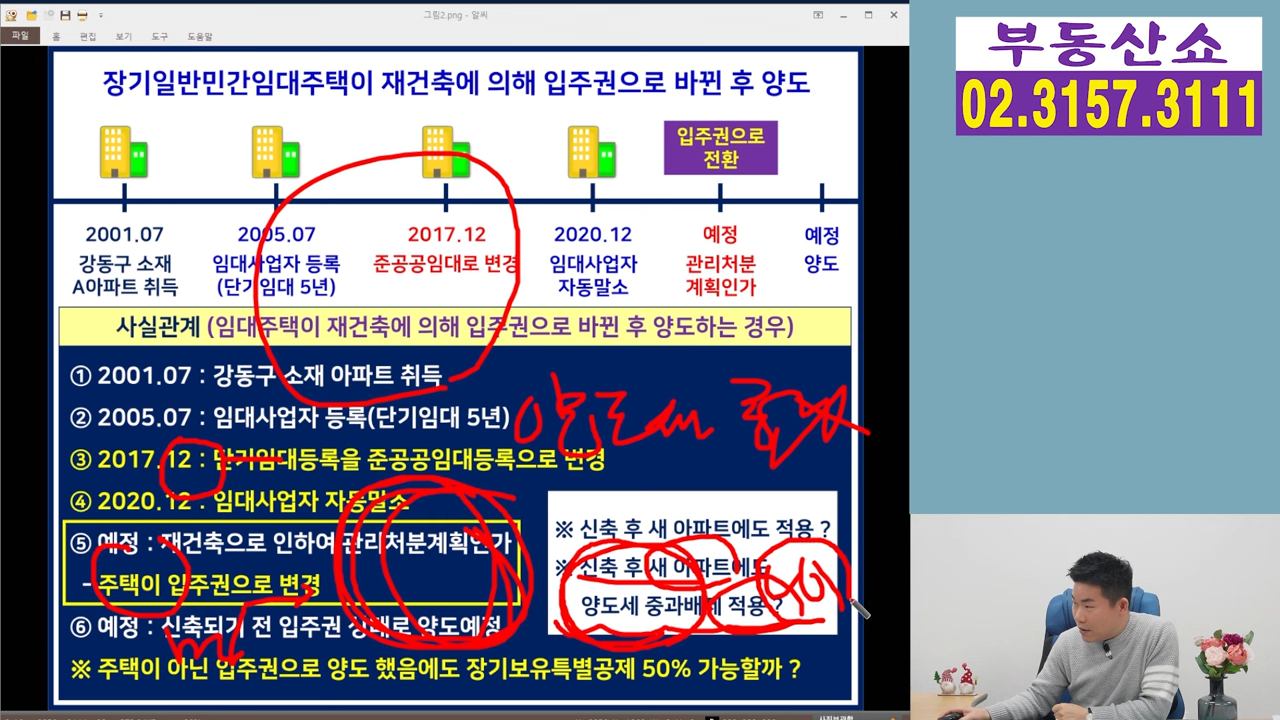 그림2.png - 알씨
파일 홈 편집 보기 도구 도움말
부동산쇼
02.3157.3111
장기일반민간임대주택이 재건축에 의해 입주권으로 바뀐 후 양도
입주권으로
전환
2001.07
강동구 소재
A아파트 취득
2005.07
임대사업자 등록
(단기임대 5년)
2017.12
준공공임대로 변경
2020.12
임대사업자
자동말소
예정
관리처분
계획인가
예정
양도
사실관계 (임대주택이 재건축에 의해 입주권으로 바뀐 후 양도하는 경우)
① 2001.07 : 강동구 소재 아파트 취득
② 2005.07 : 임대사업자 등록(단기임대 5년)
③ 2017.12 : 단기임대등록을 준공공임대등록으로 변경
④ 2020.12 : 임대사업자 자동말소
⑤ 예정 : 재건축으로 인하여 관리처분계획인가
- 주택이 입주권으로 변경
⑥ 예정 : 신축되기 전 입주권 상태로 양도예정
※ 주택이 아닌 입주권으로 양도 했음에도 장기보유특별공제 50% 가능할까 ?
양도세
※ 신축 후 새 아파트에도 적용 ?
※ 신축 후 새 아파트에도
양도세 중과배제 적용 ?